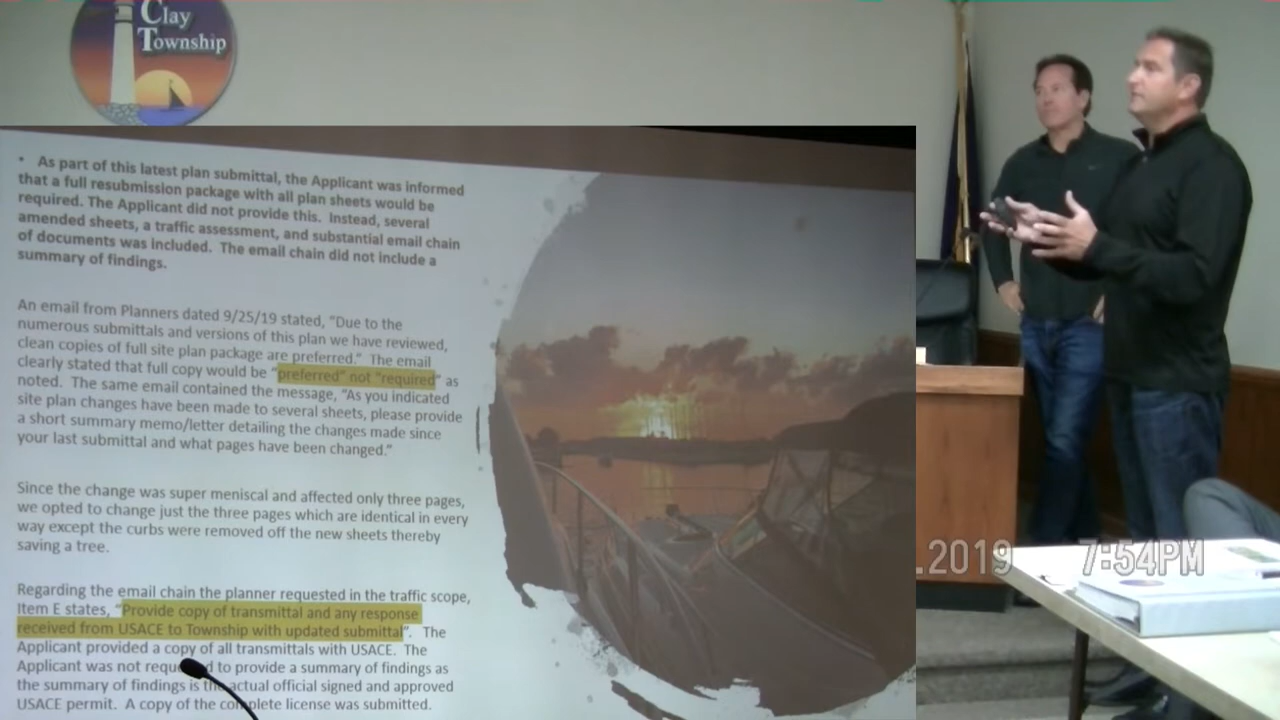 Clay
Township
• As part of this latest plan submittal, the Applicant was informed
that a full resubmission package with all plan sheets would be
required. The Applicant did not provide this. Instead, several
amended sheets, a traffic assessment, and substantial email chain
of documents was included. The email chain did not include a
summary of findings.
An email from Planners dated 9/25/19 stated, “Due to the
numerous submittals and versions of this plan we have reviewed,
clean copies of full site plan package are preferred.” The email
clearly stated that full copy would be “preferred” not “required” as
noted. The same email contained the message, “As you indicated
site plan changes have been made to several sheets, please provide
a short summary memo/letter detailing the changes made since
your last submittal and what pages have been changed.”
Since the change was super meniscal and affected only three pages,
we opted to change just the three pages which are identical in every
way except the curbs were removed off the new sheets thereby
saving a tree.
Regarding the email chain the planner requested in the traffic scope,
Item E states, “Provide copy of transmittal and any response
received from USACE to Township with updated submittal”. The
Applicant provided a copy of all transmittals with USACE. The
Applicant was not to provide a summary of findings as
the summary of findings is the actual official signed and approved
USACE permit. A copy of the complete license was submitted.
.2019 7:54PM